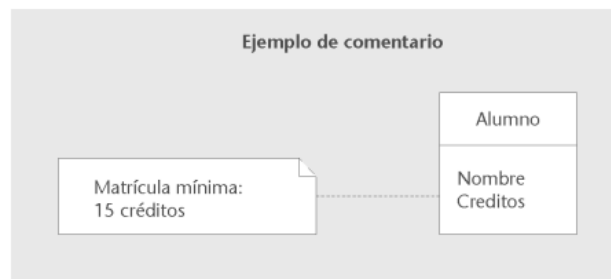 Ejemplo de comentario
Alumno
Nombre
Creditos
Matrícula mínima:
15 créditos